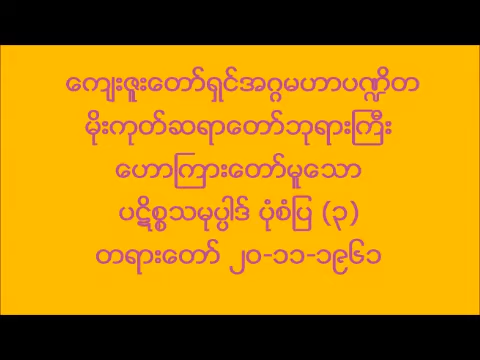 ကျေးဇူးတော်ရှင်အဂ္ဂမဟာပဏ္ဍိတ
မိုးကုတ်ဆရာတော်ဘုရားကြီး
ဟောကြားတော်မူသော
ပဋိစ္စသမုပ္ပါဒ် ပုံစံပြ (၃)
တရားတော် ၂၀-၁၁-၁၉၆၁